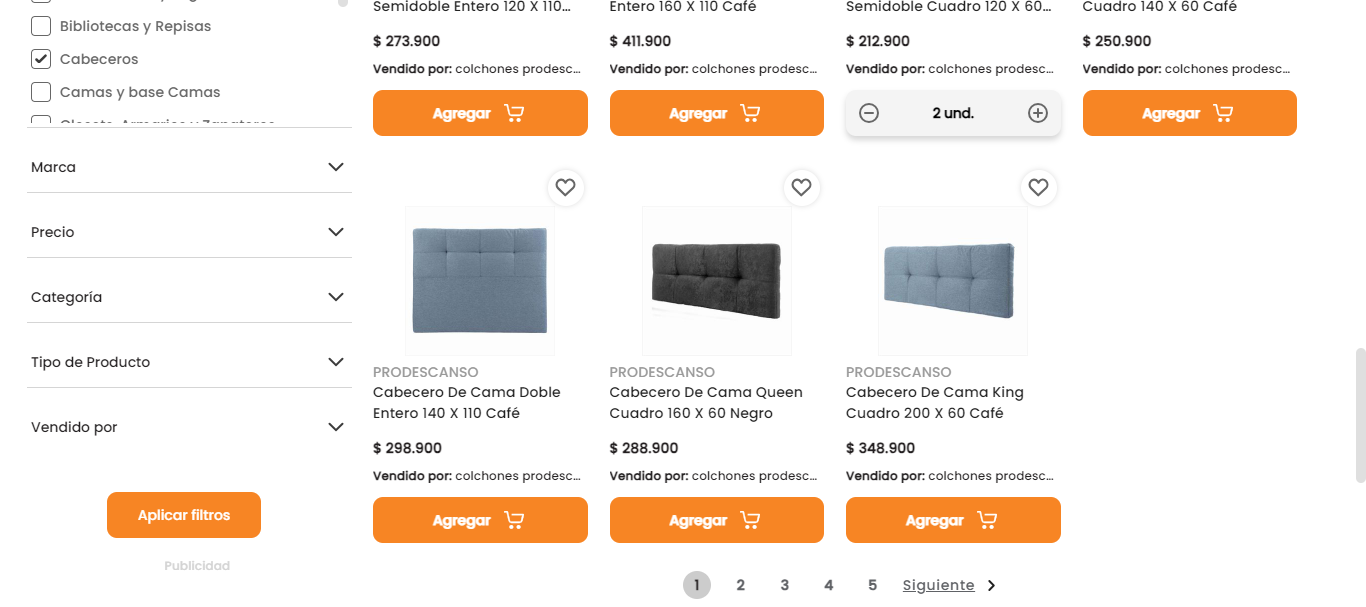 Bibliotecas y Repisas
Cabeceros
Camas y base Camas
Marca
Precio
Categoría
Tipo de Producto
Vendido por
Aplicar filtros
Publicidad
Semidoble Entero 120 X 110...
$ 273.900
Vendido por: colchones prodesc...
Agregar
Entero 160 X 110 Café
$ 411.900
Vendido por: colchones prodesc...
Agregar
Semidoble Cuadro 120 X 60...
$ 212.900
Vendido por: colchones prodesc...
2 und.
Cuadro 140 X 60 Café
$ 250.900
Vendido por: colchones prodesc...
Agregar
PRODESCANSO
Cabecero De Cama Doble
Entero 140 X 110 Café
$ 298.900
Vendido por: colchones prodesc...
Agregar
PRODESCANSO
Cabecero De Cama Queen
Cuadro 160 X 60 Negro
$ 288.900
Vendido por: colchones prodesc...
Agregar
PRODESCANSO
Cabecero De Cama King
Cuadro 200 X 60 Café
$ 348.900
Vendido por: colchones prodesc...
Agregar
1 2 3 4 5 Siguiente